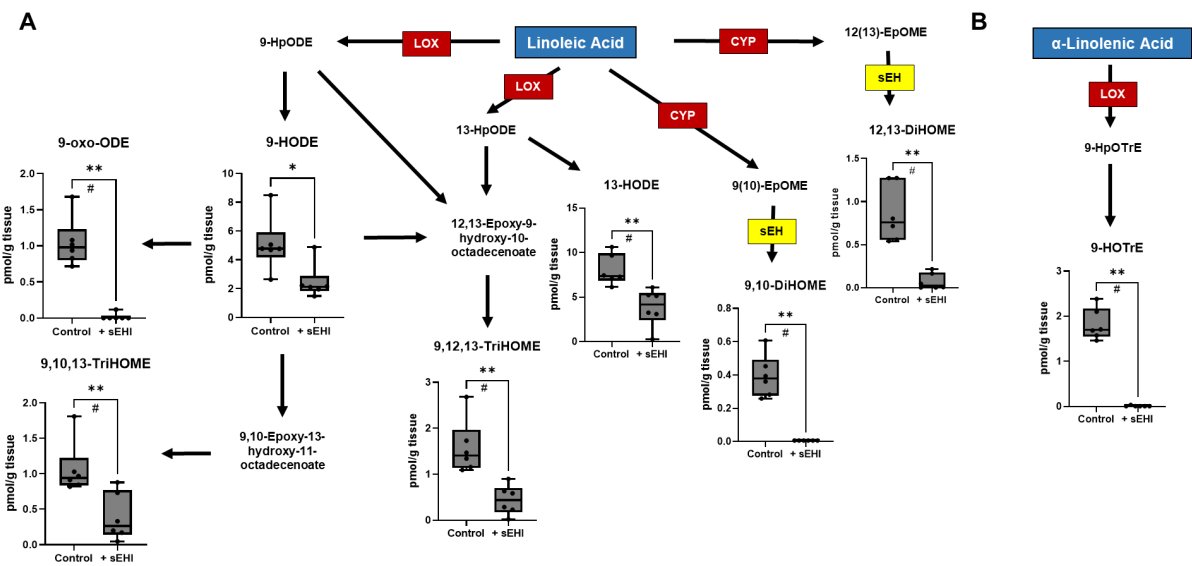 A
B
9-HpODE
LOX
Linoleic Acid
CYP
12(13)-EpOME
α-Linolenic Acid
sEH
LOX
LOX
CYP
13-HpODE
12,13-DiHOME
9-oxo-ODE
9-HODE
9-HpOTrE
13-HODE
9(10)-EpOME
pmol/g tissue
2.0
1.5
1.0
0.5
0.0
**
#
Control + sEHI
pmol/g tissue
10
8
6
4
2
0
*
Control + sEHI
12,13-Epoxy-9-
hydroxy-10-
octadecenoate
pmol/g tissue
15
10
5
0
**
#
Control + sEHI
sEH
pmol/g tissue
1.5
1.0
0.5
0.0
**
#
Control + sEHI
9-HOTrE
pmol/g tissue
3
2
1
0
**
#
Control + sEHI
9,10-DiHOME
pmol/g tissue
0.8
0.6
0.4
0.2
0.0
**
#
Control + sEHI
9,10,13-TriHOME
pmol/g tissue
2.0
1.5
1.0
0.5
0.0
**
#
Control + sEHI
9,10-Epoxy-13-
hydroxy-11-
octadecenoate
9,12,13-TriHOME
pmol/g tissue
3
2
1
0
**
#
Control + sEHI